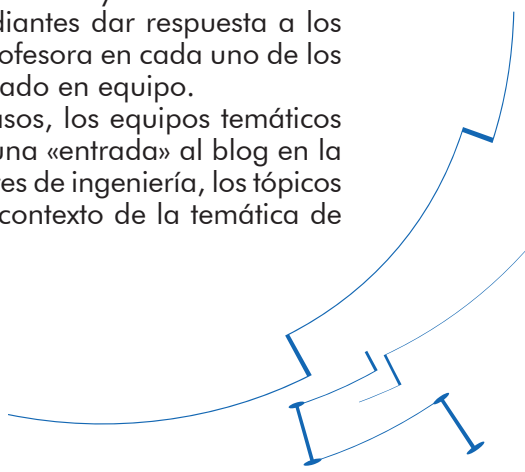 diantes dar respuesta a los
ofesora en cada uno de los
ado en equipo.
asos, los equipos temáticos
una «entrada» al blog en la
es de ingeniería, los tópicos
contexto de la temática de